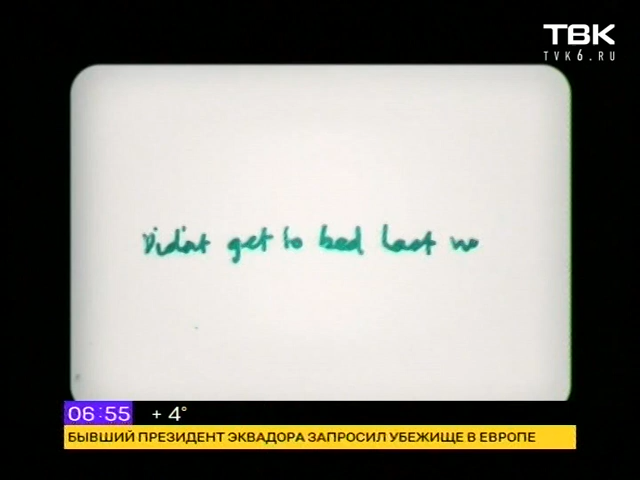 ТВК
TVK6.RU
Didn't get to bed last
06:55 + 4°
БЫВШИЙ ПРЕЗИДЕНТ ЭКВАДОРА ЗАПРОСИЛ УБЕЖИЩЕ В ЕВРОПЕ